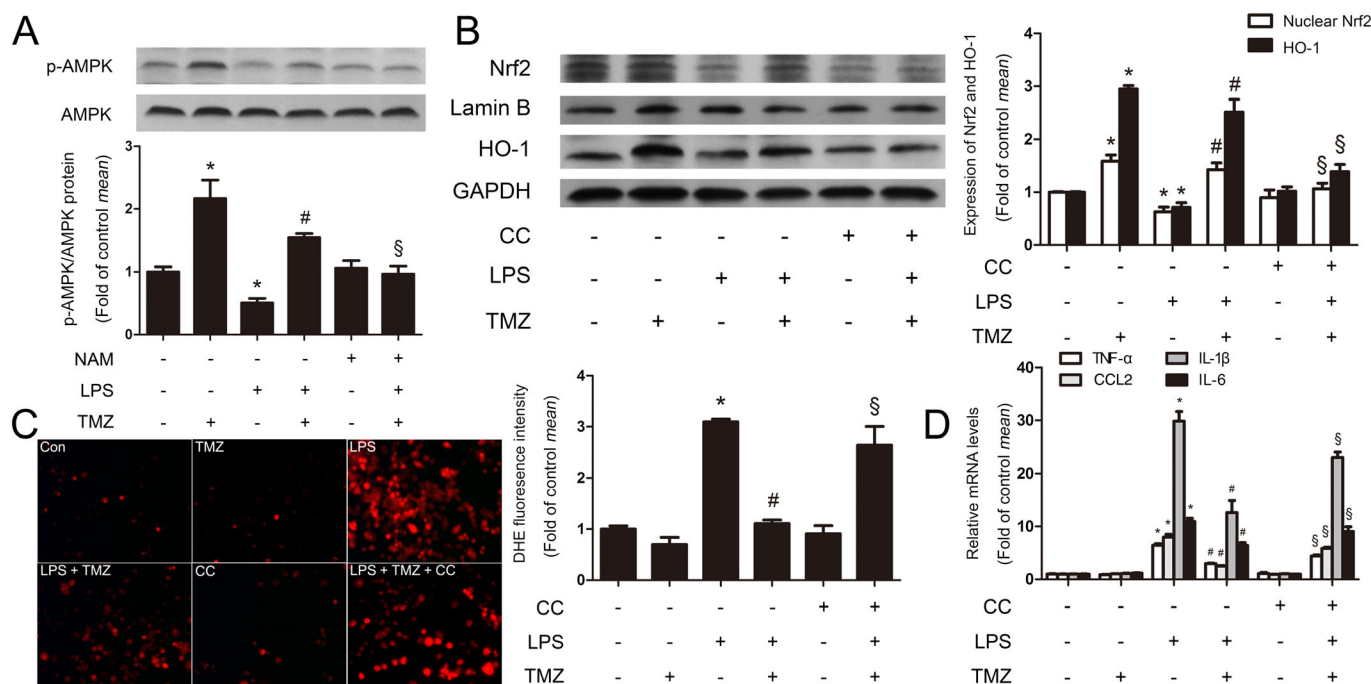 A
p-AMPK
AMPK
p-AMPK/AMPK protein
(Fold of control mean)
3
2
1
0
*
*
#
§
NAM - - - - + +
LPS - - + + - +
TMZ - + - + - +
B
Nrf2
Lamin B
HO-1
GAPDH
CC - - - - + +
LPS - - + + - +
TMZ - + - + - +
Nuclear Nrf2
HO-1
Expression of Nrf2 and HO-1
(Fold of control mean)
4
3
2
1
0
* *
* *
# #
§ §
CC - - - - + +
LPS - - + + - +
TMZ - + - + - +
C
Con
TMZ
LPS
LPS + TMZ
CC
LPS + TMZ + CC
DHE fluoresence intensity
(Fold of control mean)
4
3
2
1
0
*
#
§
CC - - - - + +
LPS - - + + - +
TMZ - + - + - +
D
TNF-α
IL-1β
CCL2
IL-6
Relative mRNA levels
(Fold of control mean)
40
30
20
10
0
* * * *
# # # #
§ § § §
CC - - - - + +
LPS - - + + - +
TMZ - + - + - +